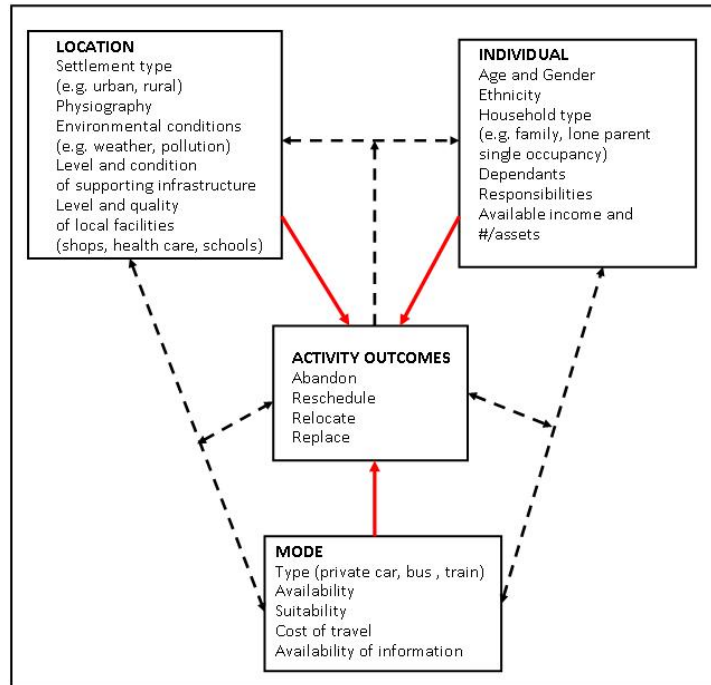 LOCATION
Settlement type
(e.g. urban, rural)
Physiography
Environmental conditions
(e.g. weather, pollution)
Level and condition
of supporting infrastructure
Level and quality
of local facilities
(shops, health care, schools)
INDIVIDUAL
Age and Gender
Ethnicity
Household type
(e.g. family, lone parent
single occupancy)
Dependants
Responsibilities
Available income and
#/assets
ACTIVITY OUTCOMES
Abandon
Reschedule
Relocate
Replace
MODE
Type (private car, bus , train)
Availability
Suitability
Cost of travel
Availability of information